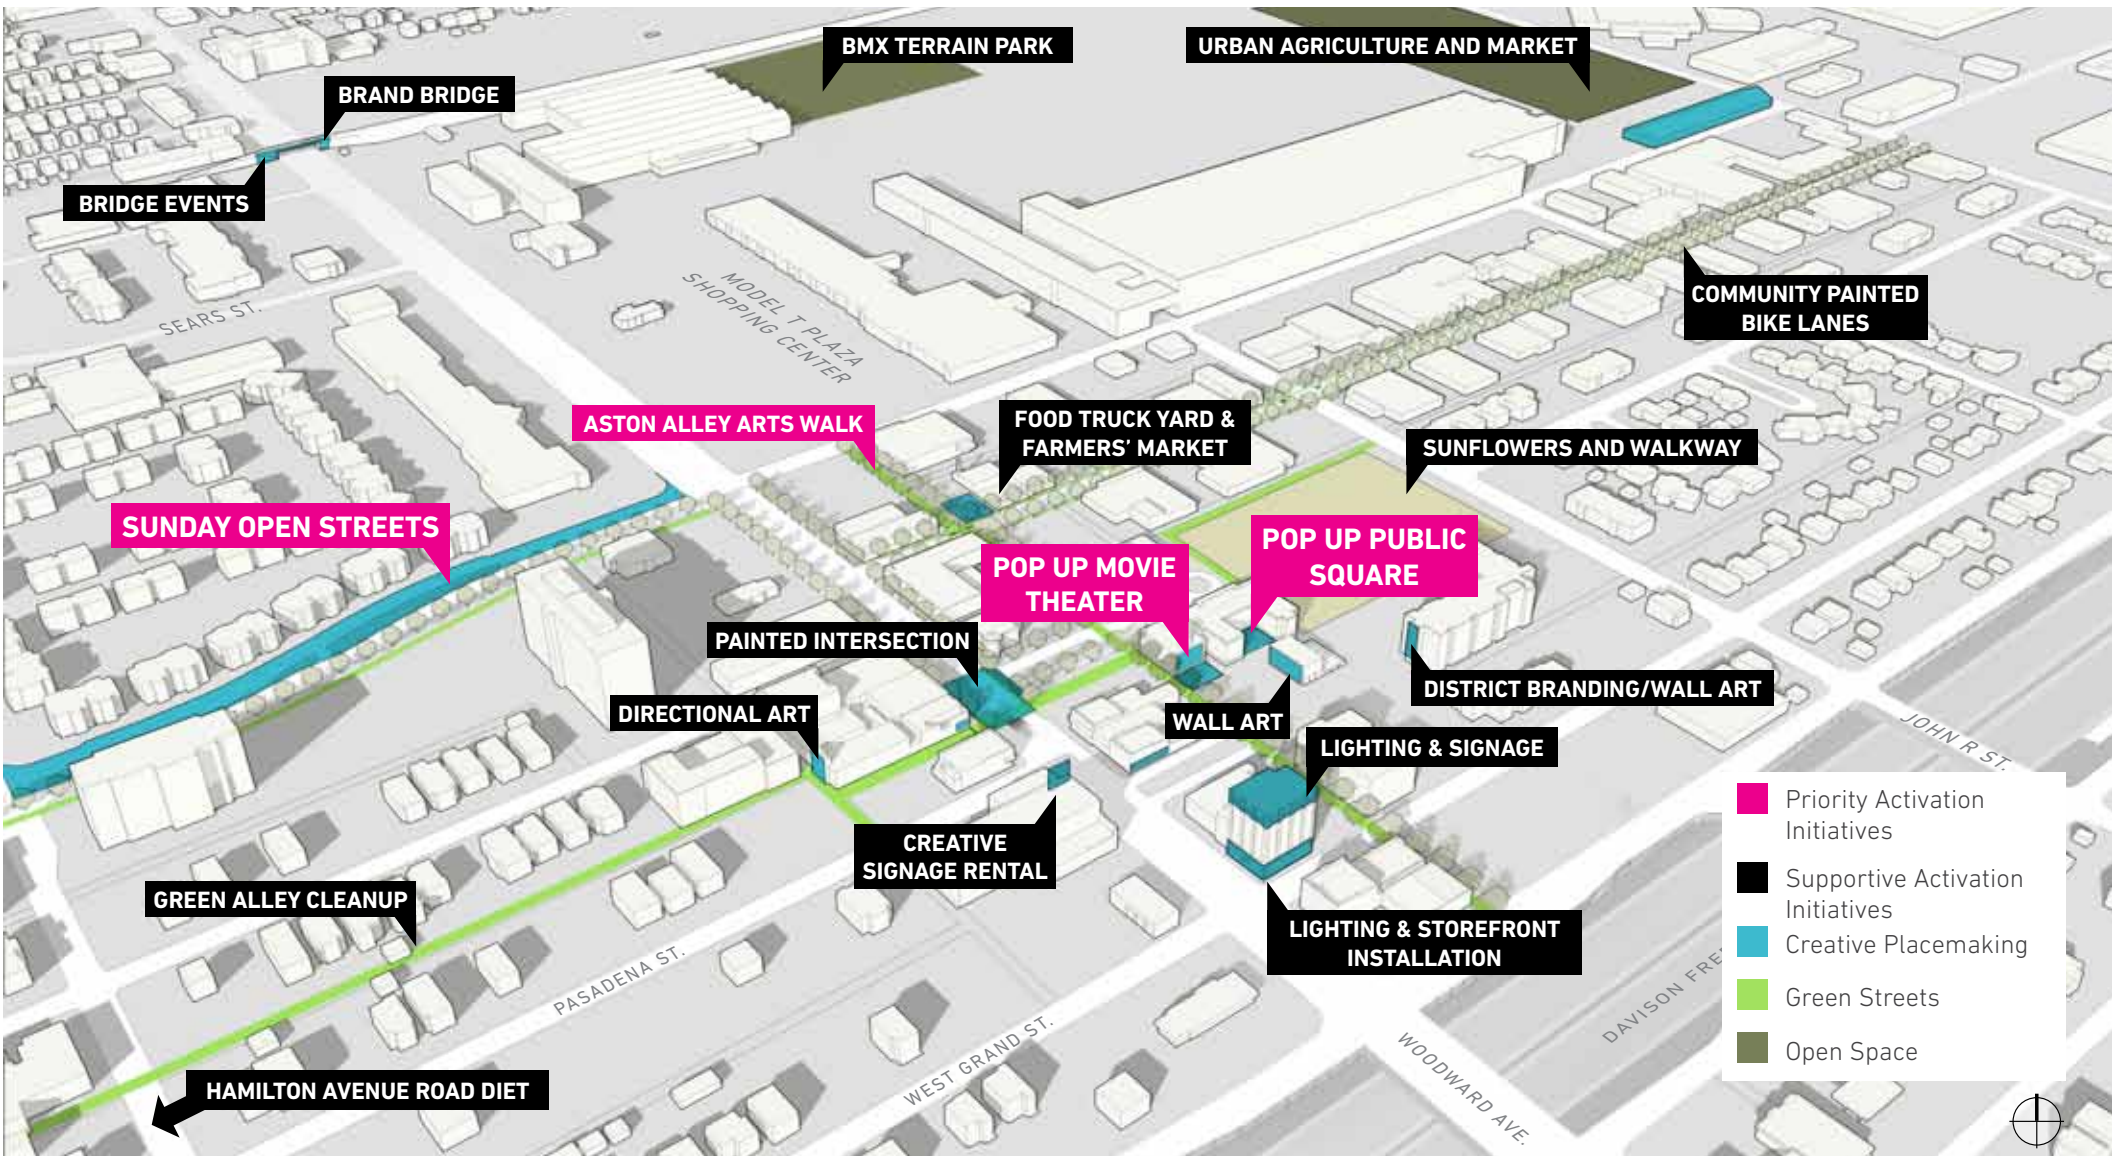 BMX TERRAIN PARK
URBAN AGRICULTURE AND MARKET
BRAND BRIDGE
BRIDGE EVENTS
COMMUNITY PAINTED
BIKE LANES
SEARS ST.
MODEL T PLAZA
SHOPPING CENTER
ASTON ALLEY ARTS WALK
FOOD TRUCK YARD &
FARMERS' MARKET
SUNFLOWERS AND WALKWAY
SUNDAY OPEN STREETS
POP UP MOVIE
THEATER
POP UP PUBLIC
SQUARE
PAINTED INTERSECTION
DIRECTIONAL ART
WALL ART
DISTRICT BRANDING/WALL ART
LIGHTING & SIGNAGE
JOHN R ST.
CREATIVE
SIGNAGE RENTAL
GREEN ALLEY CLEANUP
LIGHTING & STOREFRONT
INSTALLATION
PASADENA ST.
WEST GRAND ST.
WOODWARD AVE.
DAVISON FRE
HAMILTON AVENUE ROAD DIET
Priority Activation
Initiatives
Supportive Activation
Initiatives
Creative Placemaking
Green Streets
Open Space